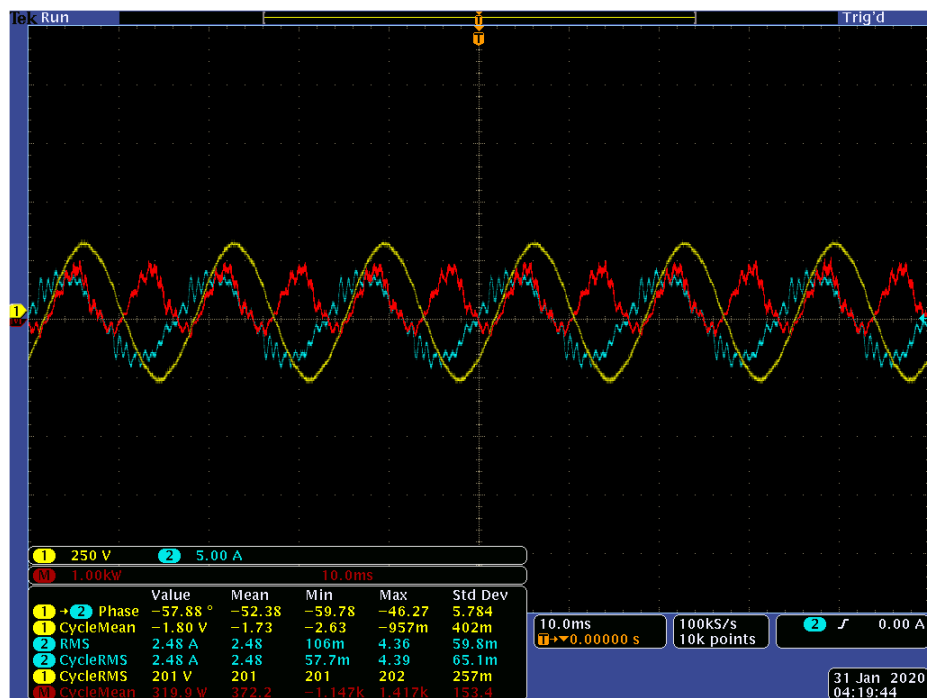 Tek Run Trig'd
T
T
1
1 250 V 2 5.00 A
M 1.00kW 10.0ms
Value Mean Min Max Std Dev
1 → 2 Phase −57.88 ° −52.38 −59.78 −46.27 5.784
1 CycleMean −1.80 V −1.73 −2.63 −957m 402m
2 RMS 2.48 A 2.48 106m 4.36 59.8m
2 CycleRMS 2.48 A 2.48 57.7m 4.39 65.1m
1 CycleRMS 201 V 201 201 202 257m
M CycleMean 319.9 W 372.2 −1.147k 1.417k 153.4
10.0ms 100kS/s 2 0.00 A
T→▼0.00000 s 10k points
31 Jan 2020
04:19:44